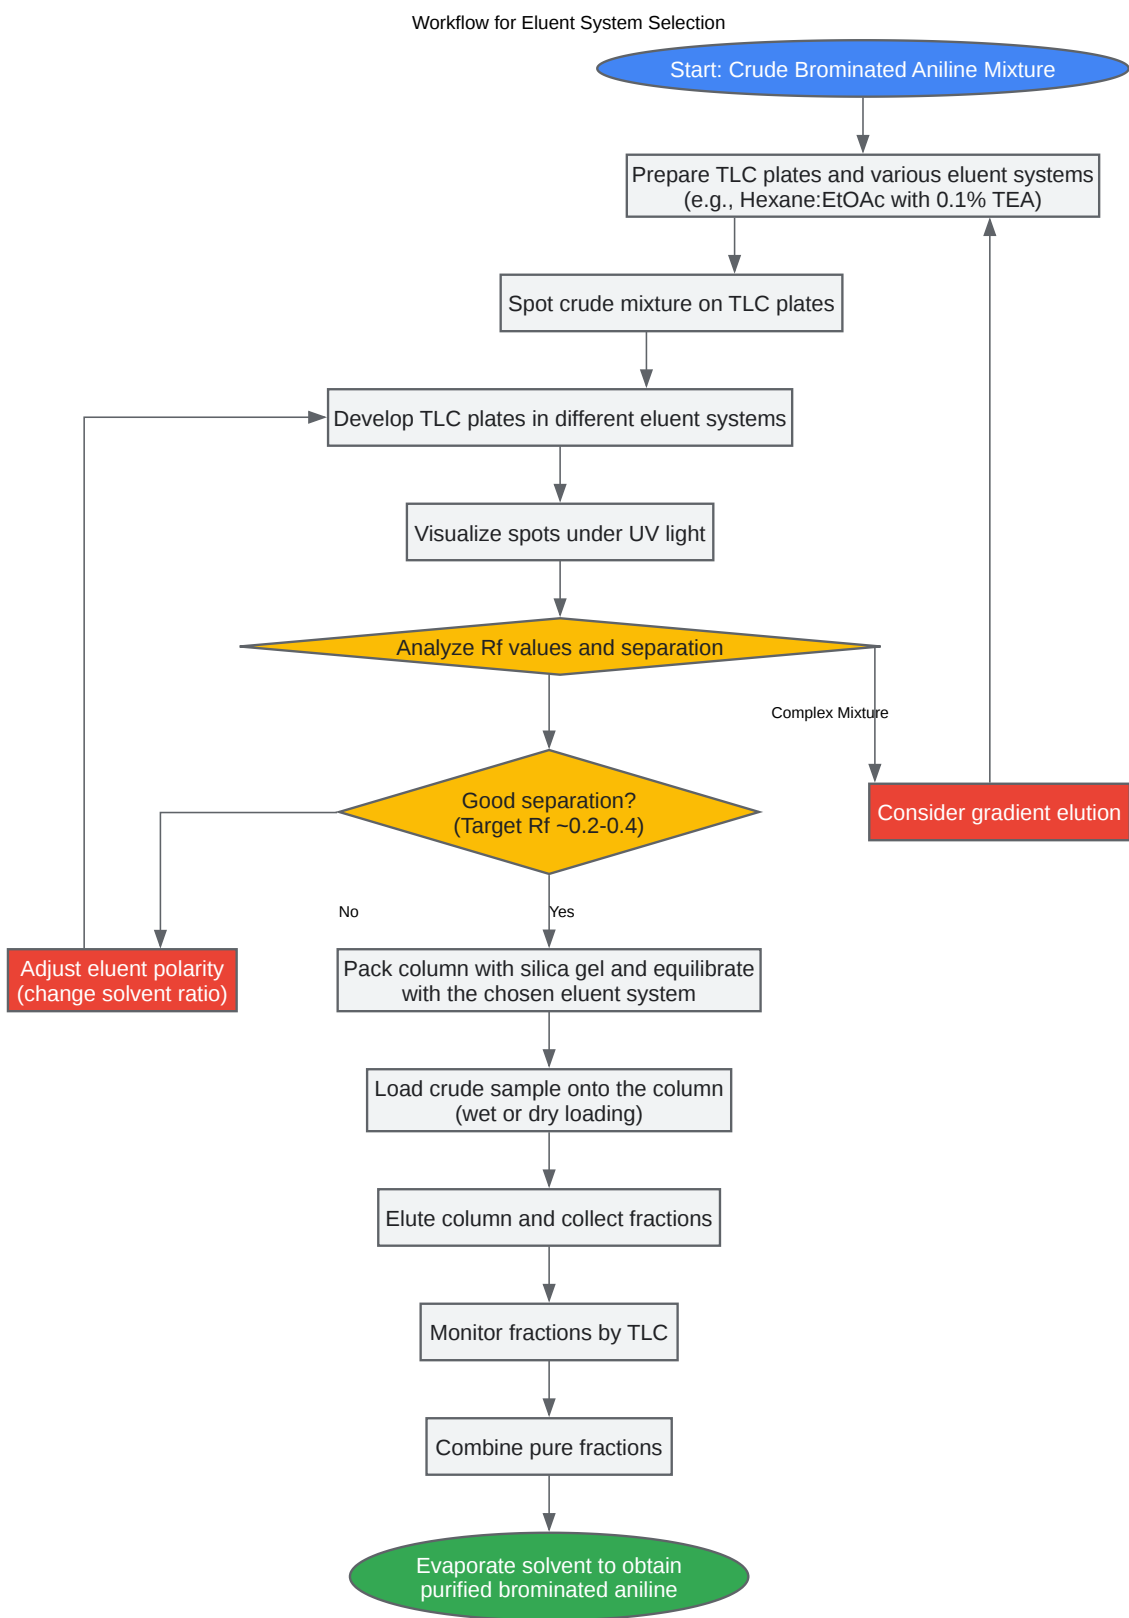 Workflow for Eluent System Selection
Start: Crude Brominated Aniline Mixture
Prepare TLC plates and various eluent systems
(e.g., Hexane:EtOAc with 0.1% TEA)
Spot crude mixture on TLC plates
Develop TLC plates in different eluent systems
Visualize spots under UV light
Analyze Rf values and separation
Complex Mixture
Good separation?
(Target Rf ~0.2-0.4)
Consider gradient elution
No
Yes
Adjust eluent polarity
(change solvent ratio)
Pack column with silica gel and equilibrate
with the chosen eluent system
Load crude sample onto the column
(wet or dry loading)
Elute column and collect fractions
Monitor fractions by TLC
Combine pure fractions
Evaporate solvent to obtain
purified brominated aniline